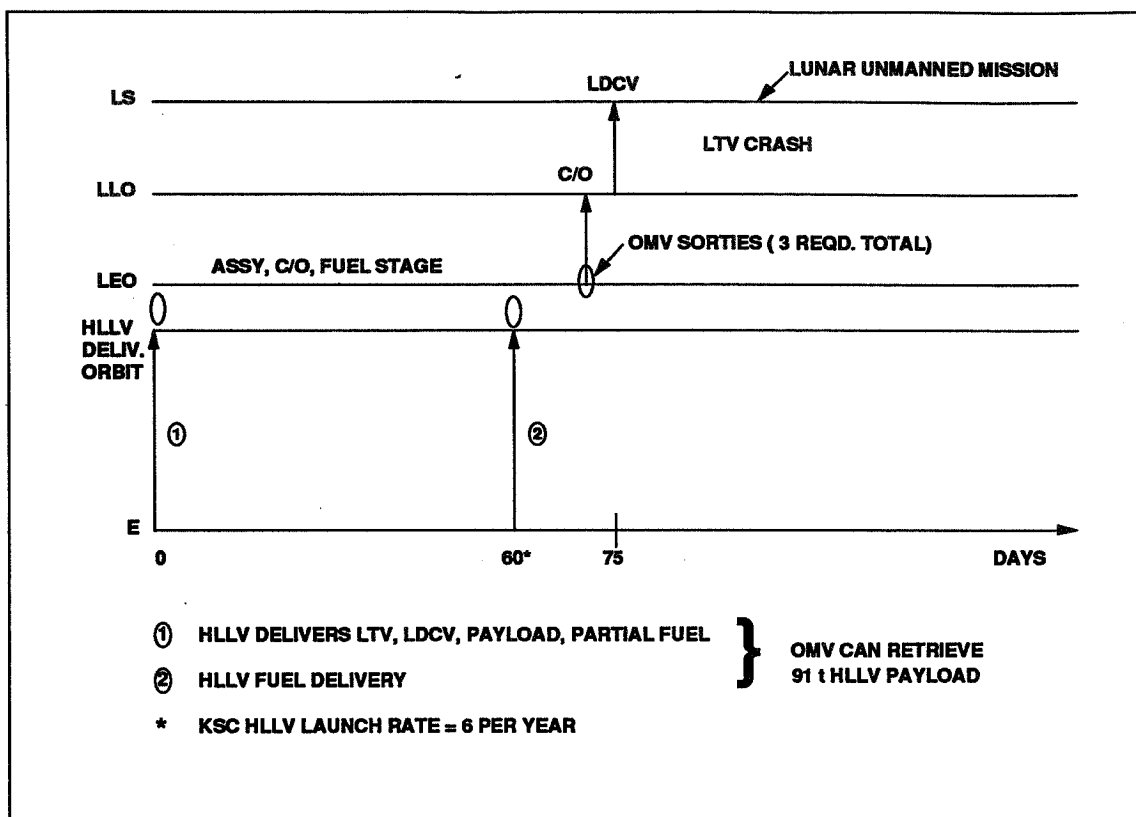 LUNAR UNMANNED MISSION
LDCV
LS
LTV CRASH
C/O
LLO
OMV SORTIES ( 3 REQD. TOTAL)
ASSY, C/O, FUEL STAGE
LEO
HLLV
DELIV.
ORBIT
1
2
E
0
60*
75
DAYS
1 HLLV DELIVERS LTV, LDCV, PAYLOAD, PARTIAL FUEL
2 HLLV FUEL DELIVERY
} OMV CAN RETRIEVE
91 t HLLV PAYLOAD
* KSC HLLV LAUNCH RATE = 6 PER YEAR